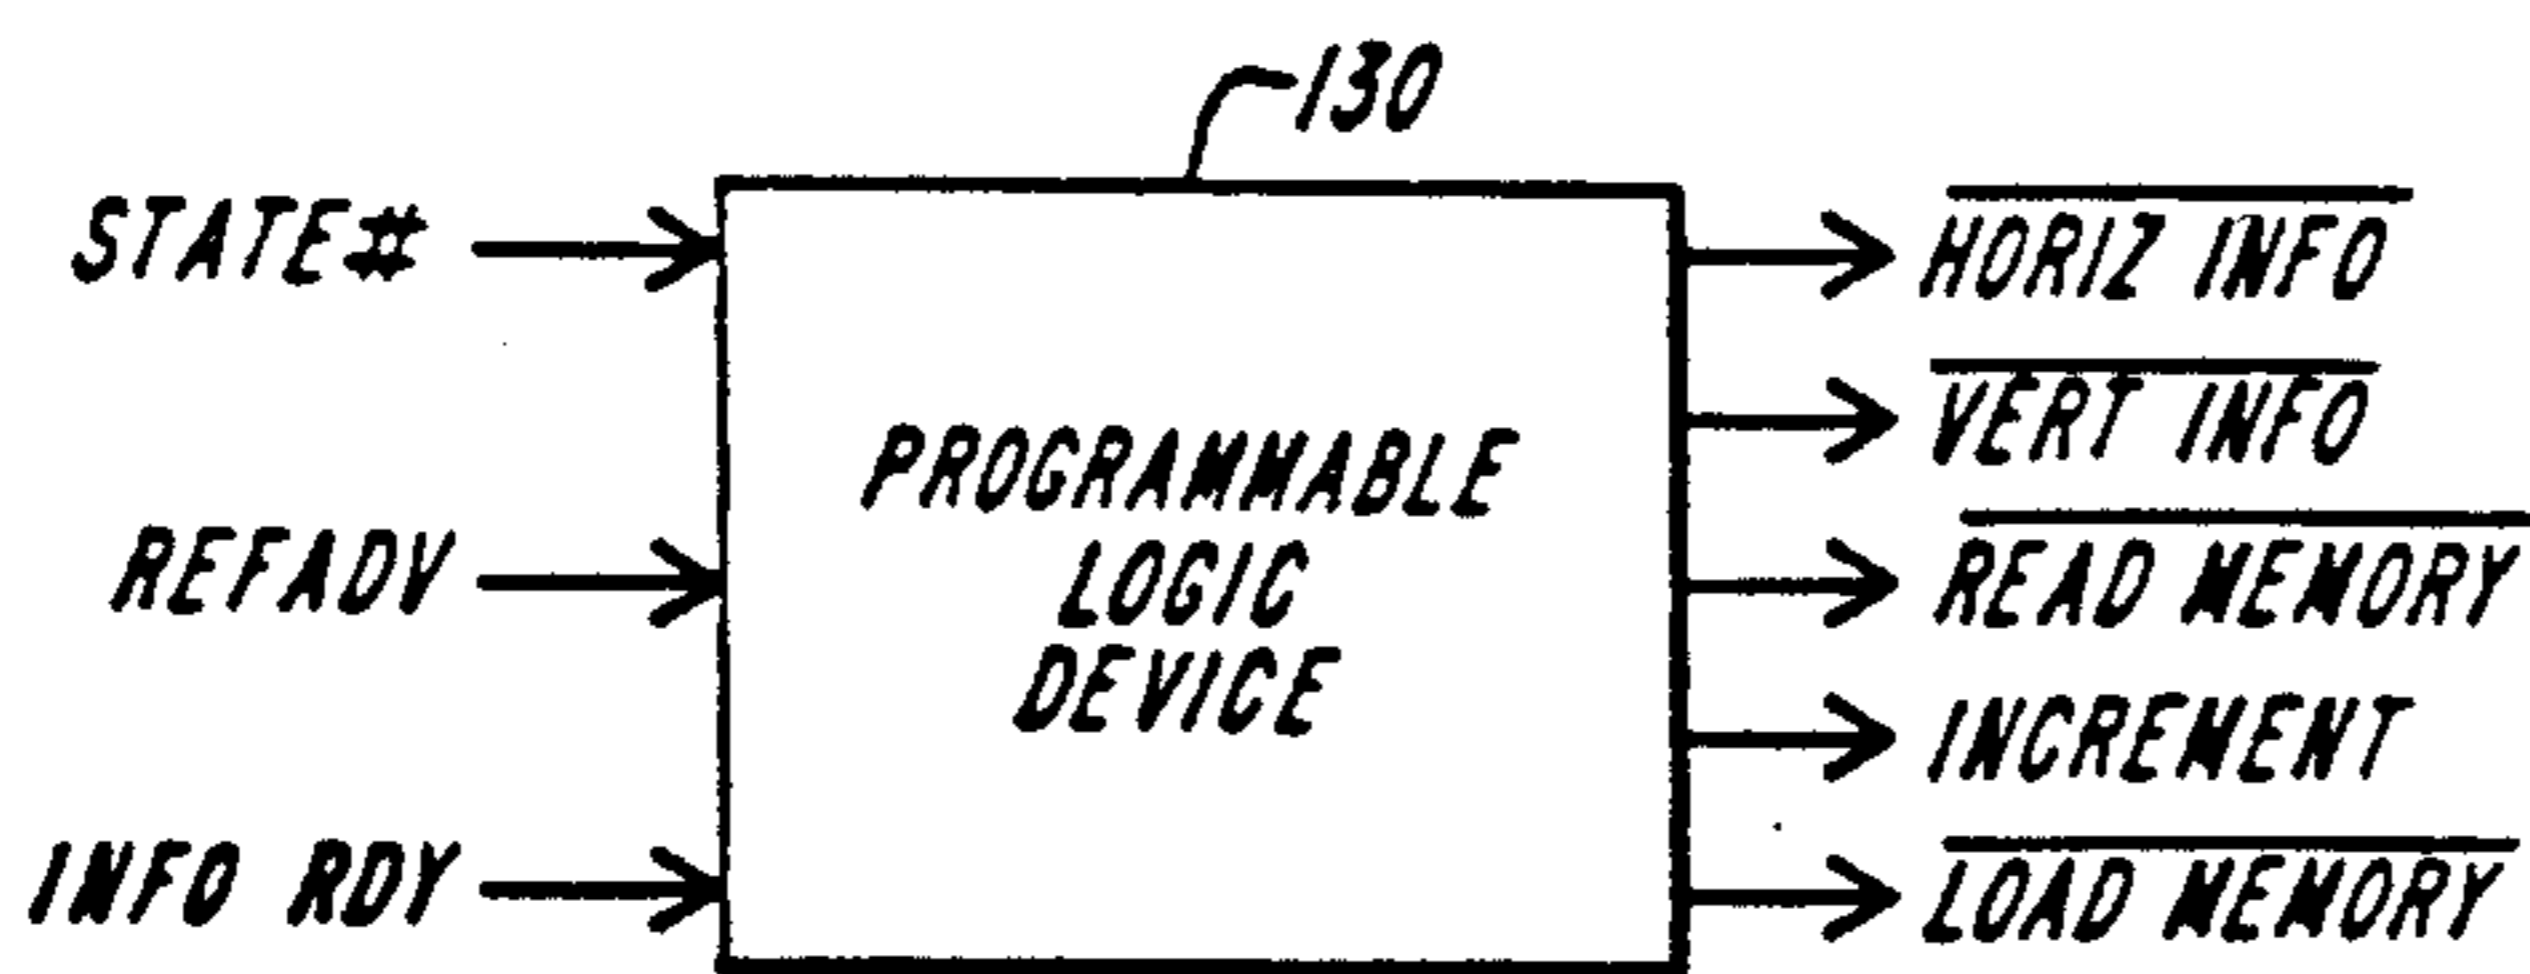 130
STATE#
REFADV
INFO RDY
PROGRAMMABLE
LOGIC
DEVICE
HORIZ INFO
VERT INFO
READ MEMORY
INCREMENT
LOAD MEMORY